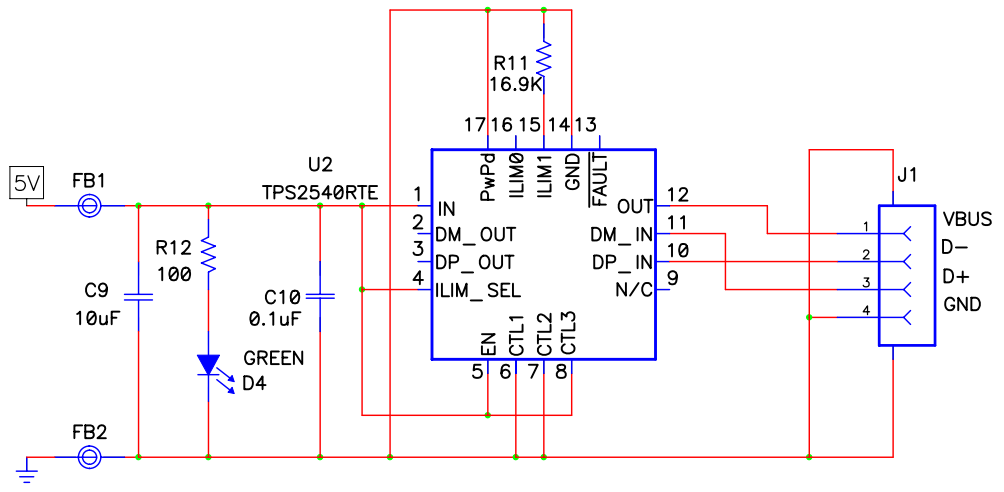 R11
16.9K
17 16 15 14 13
PwPd
ILIM0
ILIM1
GND
FAULT
U2
TPS2540RTE
5V
FB1
1 IN
2 DM_OUT
3 DP_OUT
4 ILIM_SEL
OUT 12
DM_IN 11
DP_IN 10
N/C 9
EN
CTL1
CTL2
CTL3
5 6 7 8
R12
100
C9
10uF
C10
0.1uF
GREEN
D4
FB2
J1
1 VBUS
2 D-
3 D+
4 GND